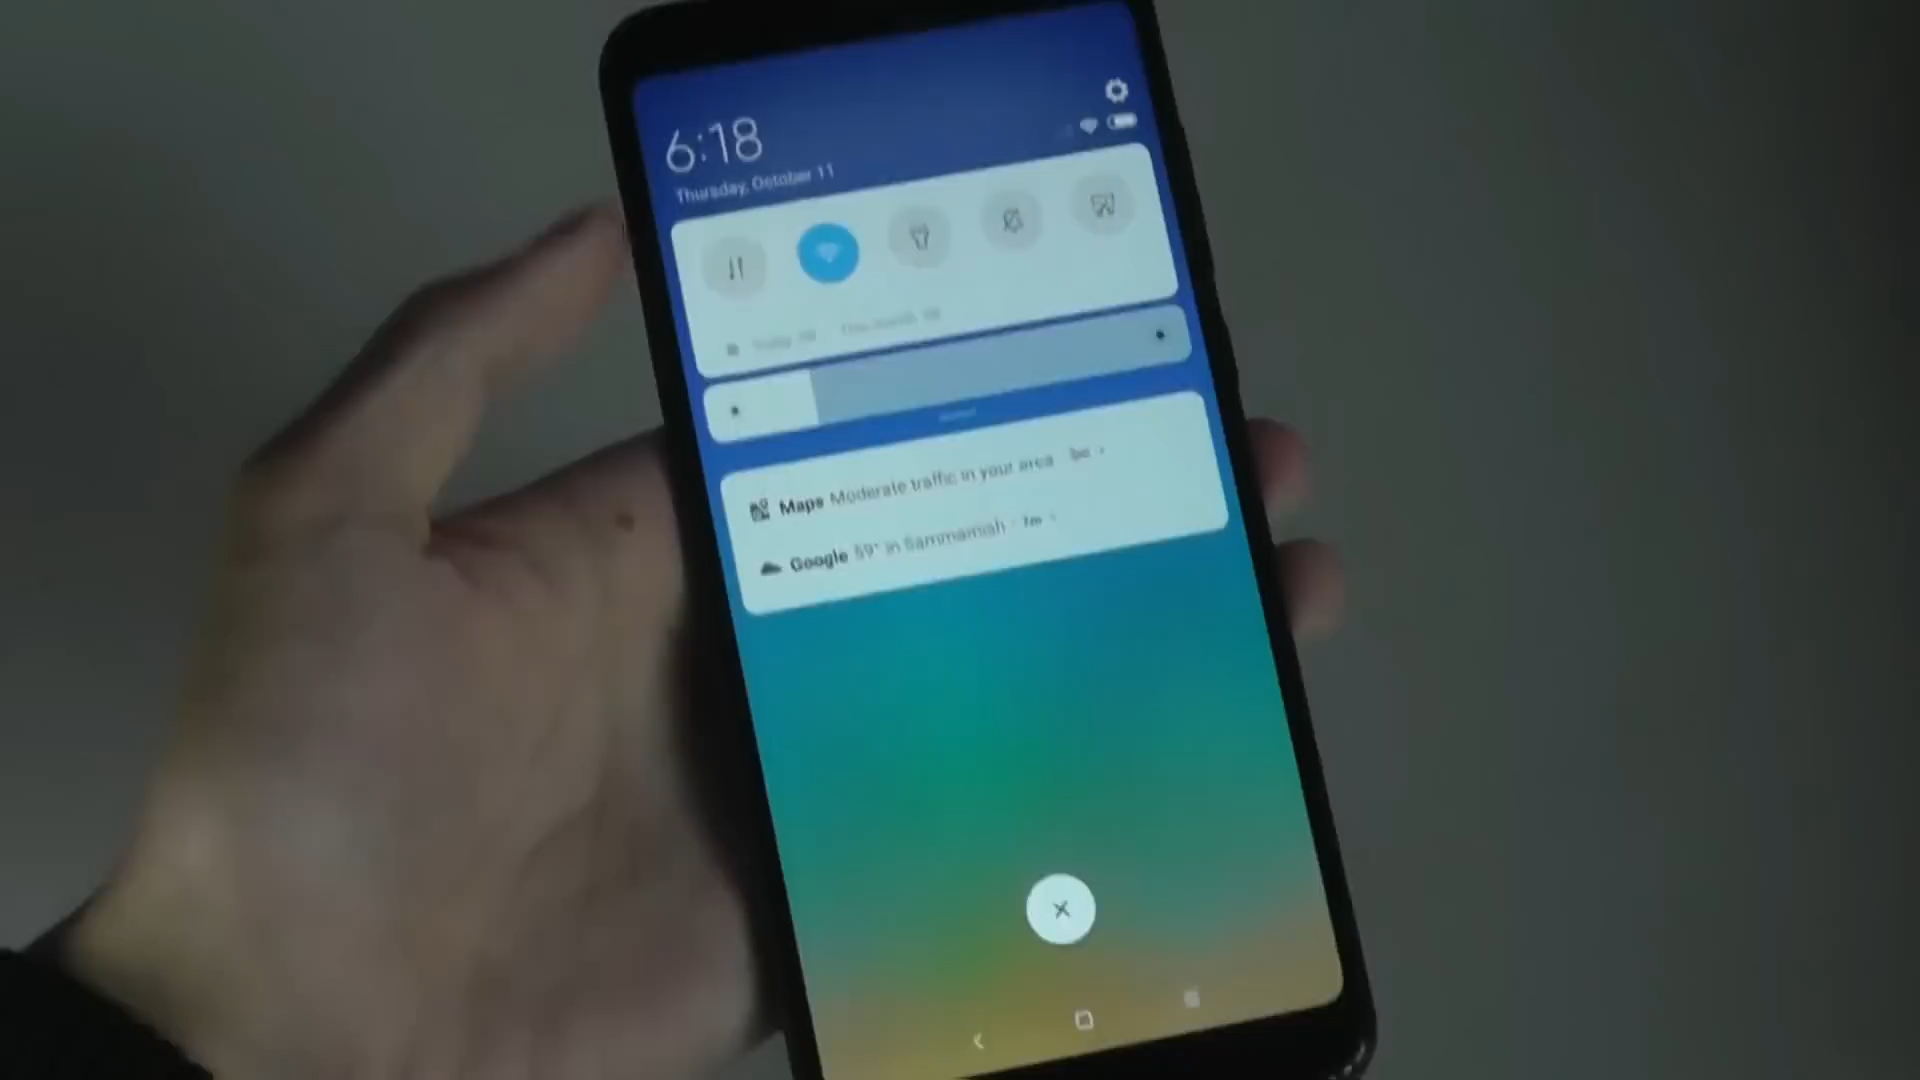 6:18
Thursday, October 11
Maps Moderate traffic in your area
Google 59° in Sammamish · 1m